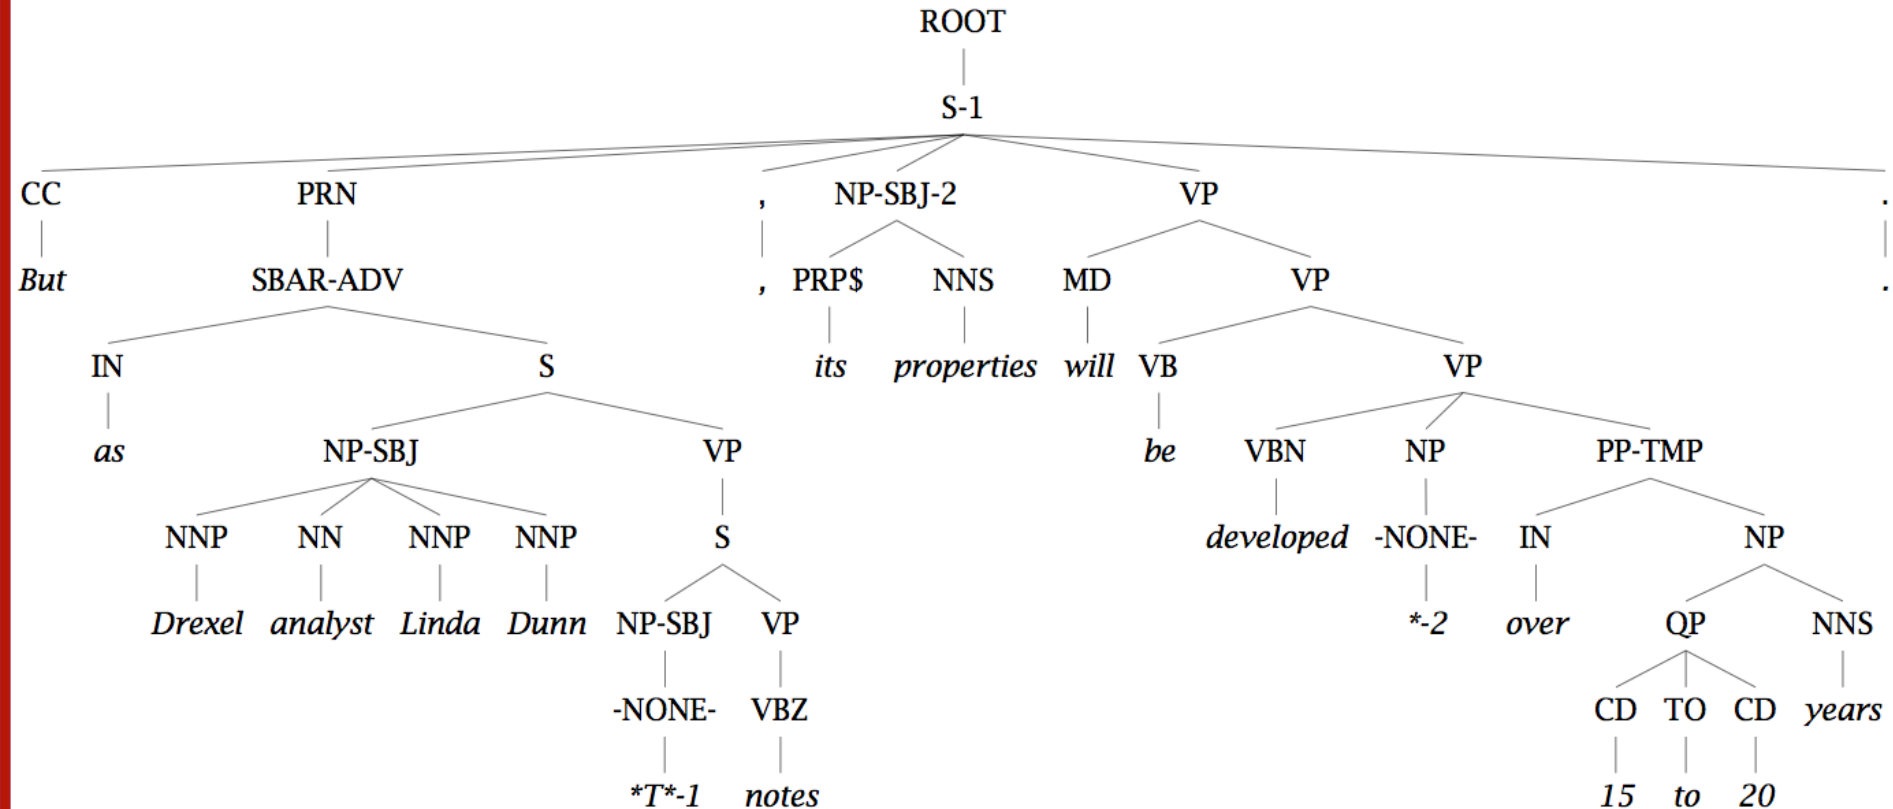 ROOT
S-1
CC PRN , NP-SBJ-2 VP .
But SBAR-ADV , PRP$ NNS MD VP .
IN S its properties will VB VP
as NP-SBJ VP be VBN NP PP-TMP
NNP NN NNP NNP S developed -NONE- IN NP
Drexel analyst Linda Dunn NP-SBJ VP *-2 over QP NNS
-NONE- VBZ CD TO CD years
*T*-1 notes 15 to 20